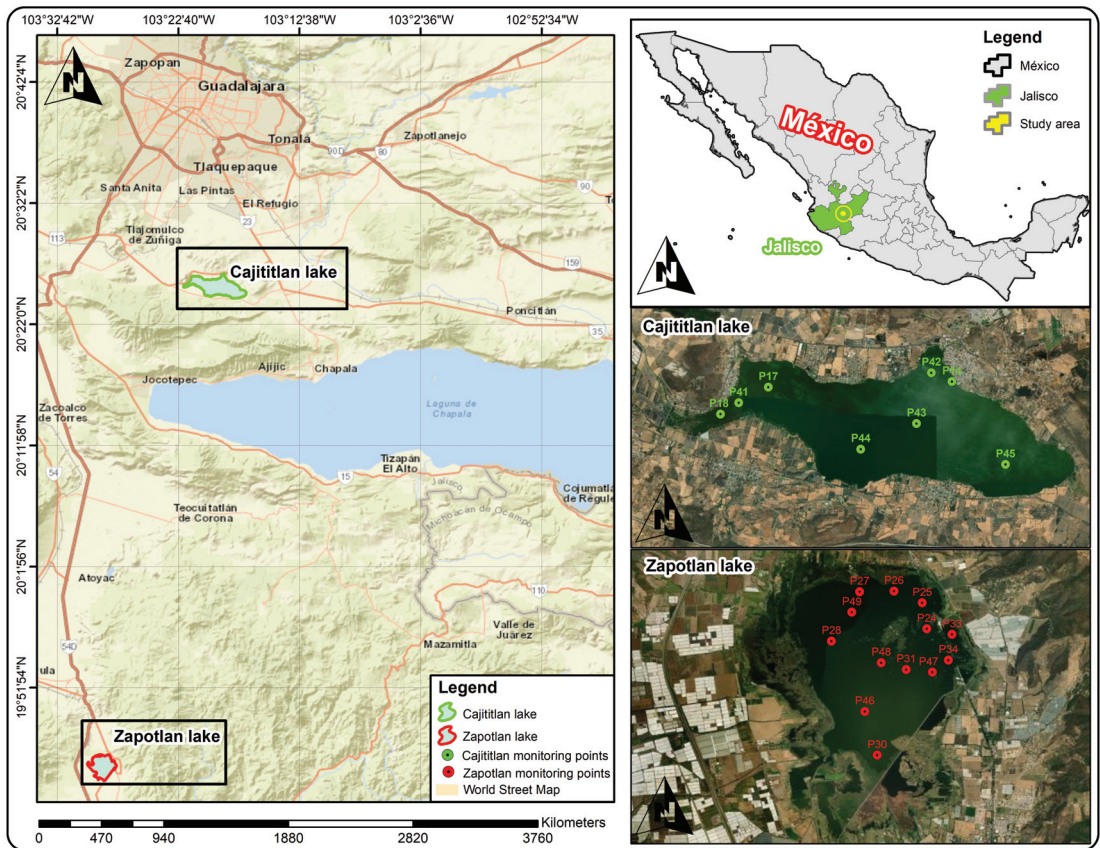 103°32'42"W
103°22'40"W
103°12'38"W
103°2'36"W
102°52'34"W
20°42'4"N
20°32'2"N
20°22'0"N
20°11'58"N
20°1'56"N
19°51'54"N
N
Zapopan
Guadalajara
Tonalá
Zapotlanejo
90D
80
Tlaquepaque
Santa Anita
Las Pintas
El Refugio
90
To
23
Tlajomulco
de Zuñiga
113
159
Cajititlan lake
Poncitlán
35
Ajijic
Chapala
Jocotepec
Laguna de
Chapala
Zacoalco
de Torres
54
Tizapán
El Alto
15
Cojumatla
de Régule
Jalisco
Michoacán de Ocampo
Teocuitatlán
de Corona
Atoyac
110
Valle de
Juárez
Mazamitla
54D
ula
Zapotlan lake
Legend
Cajititlan lake
Zapotlan lake
Cajititlan monitoring points
Zapotlan monitoring points
World Street Map
0 470 940 1880 2820 3760
Kilometers
Legend
México
Jalisco
Study area
México
Jalisco
N
Cajititlan lake
P42
P14
P17
P41
P18
P43
P44
P45
N
Zapotlan lake
P27
P26
P25
P49
P24
P33
P28
P48
P31
P47
P34
P46
P30
N